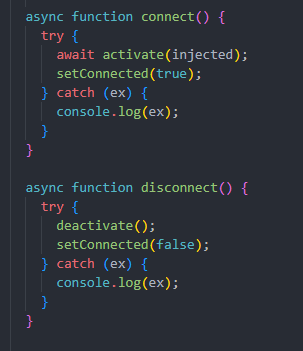 async function connect() {
  try {
    await activate(injected);
    setConnected(true);
  } catch (ex) {
    console.log(ex);
  }
}

async function disconnect() {
  try {
    deactivate();
    setConnected(false);
  } catch (ex) {
    console.log(ex);
  }
}